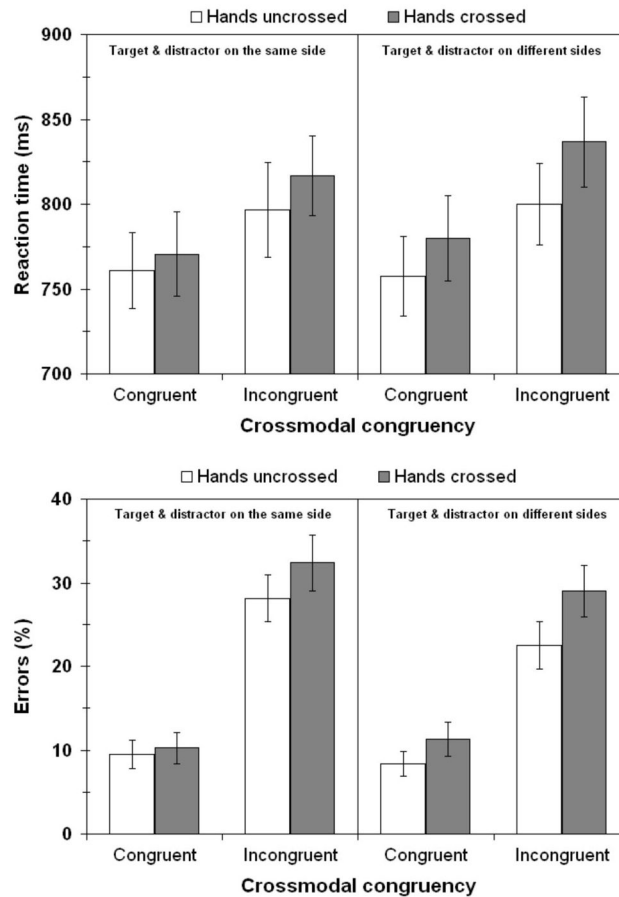 Hands uncrossed Hands crossed
900
Target & distractor on the same side Target & distractor on different sides
850
800
750
700
Reaction time (ms)
Congruent Incongruent Congruent Incongruent
Crossmodal congruency
Hands uncrossed Hands crossed
40
Target & distractor on the same side Target & distractor on different sides
30
20
10
0
Errors (%)
Congruent Incongruent Congruent Incongruent
Crossmodal congruency